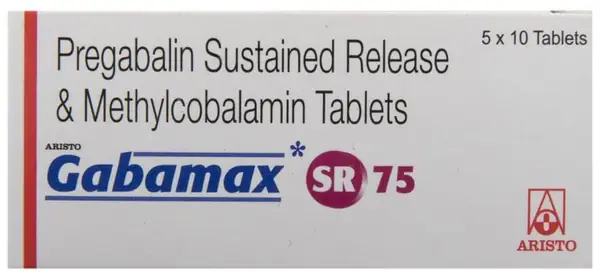 Pregabalin Sustained Release
& Methylcobalamin Tablets
5 x 10 Tablets
ARISTO
Gabamax* SR 75
ARISTO